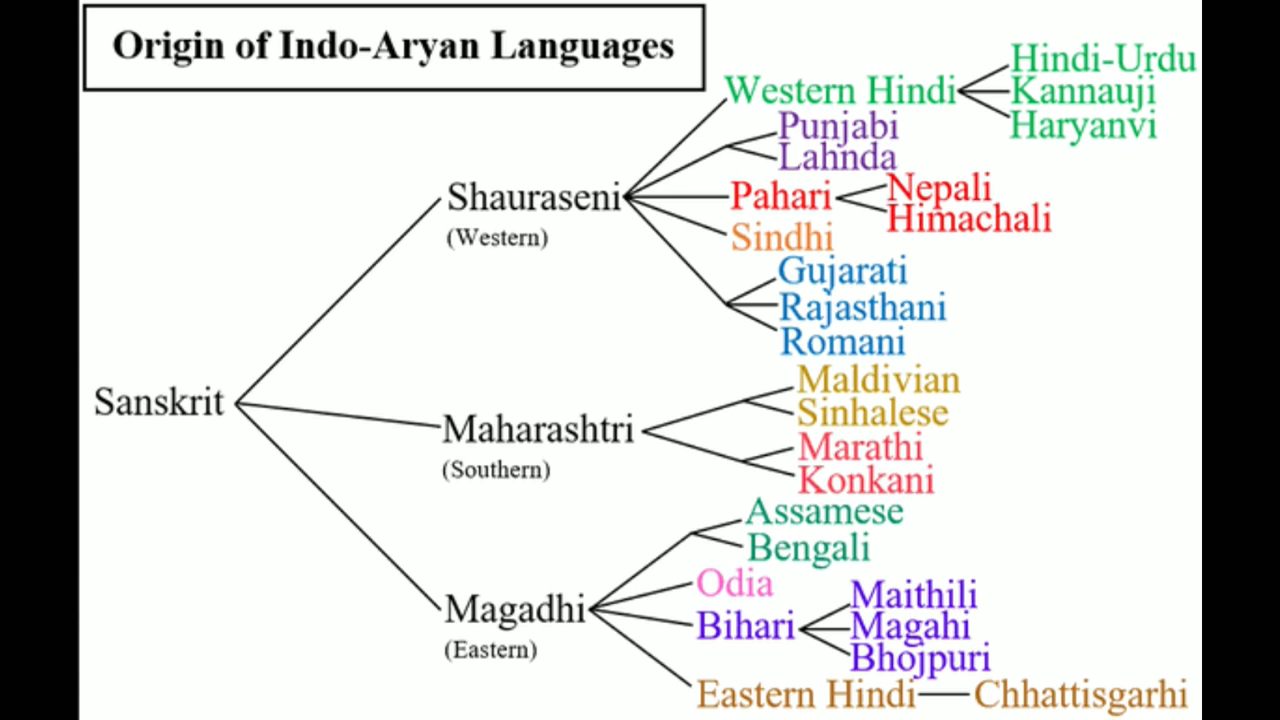 Origin of Indo-Aryan Languages
Sanskrit
Shauraseni
(Western)
Western Hindi
Hindi-Urdu
Kannauji
Haryanvi
Punjabi
Lahnda
Pahari
Nepali
Himachali
Sindhi
Gujarati
Rajasthani
Romani
Maharashtri
(Southern)
Maldivian
Sinhalese
Marathi
Konkani
Magadhi
(Eastern)
Assamese
Bengali
Odia
Bihari
Maithili
Magahi
Bhojpuri
Eastern Hindi
Chhattisgarhi